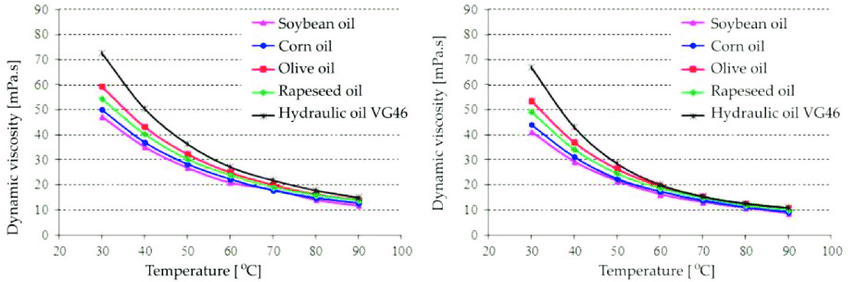 Dynamic viscosity [mPa.s]
90
80
70
60
50
40
30
20
10
0
20 30 40 50 60 70 80 90 100
Temperature [ °C]
Soybean oil
Corn oil
Olive oil
Rapeseed oil
Hydraulic oil VG46
Dynamic viscosity [mPa.s]
90
80
70
60
50
40
30
20
10
0
20 30 40 50 60 70 80 90 100
Temperature [ °C]
Soybean oil
Corn oil
Olive oil
Rapeseed oil
Hydraulic oil VG46